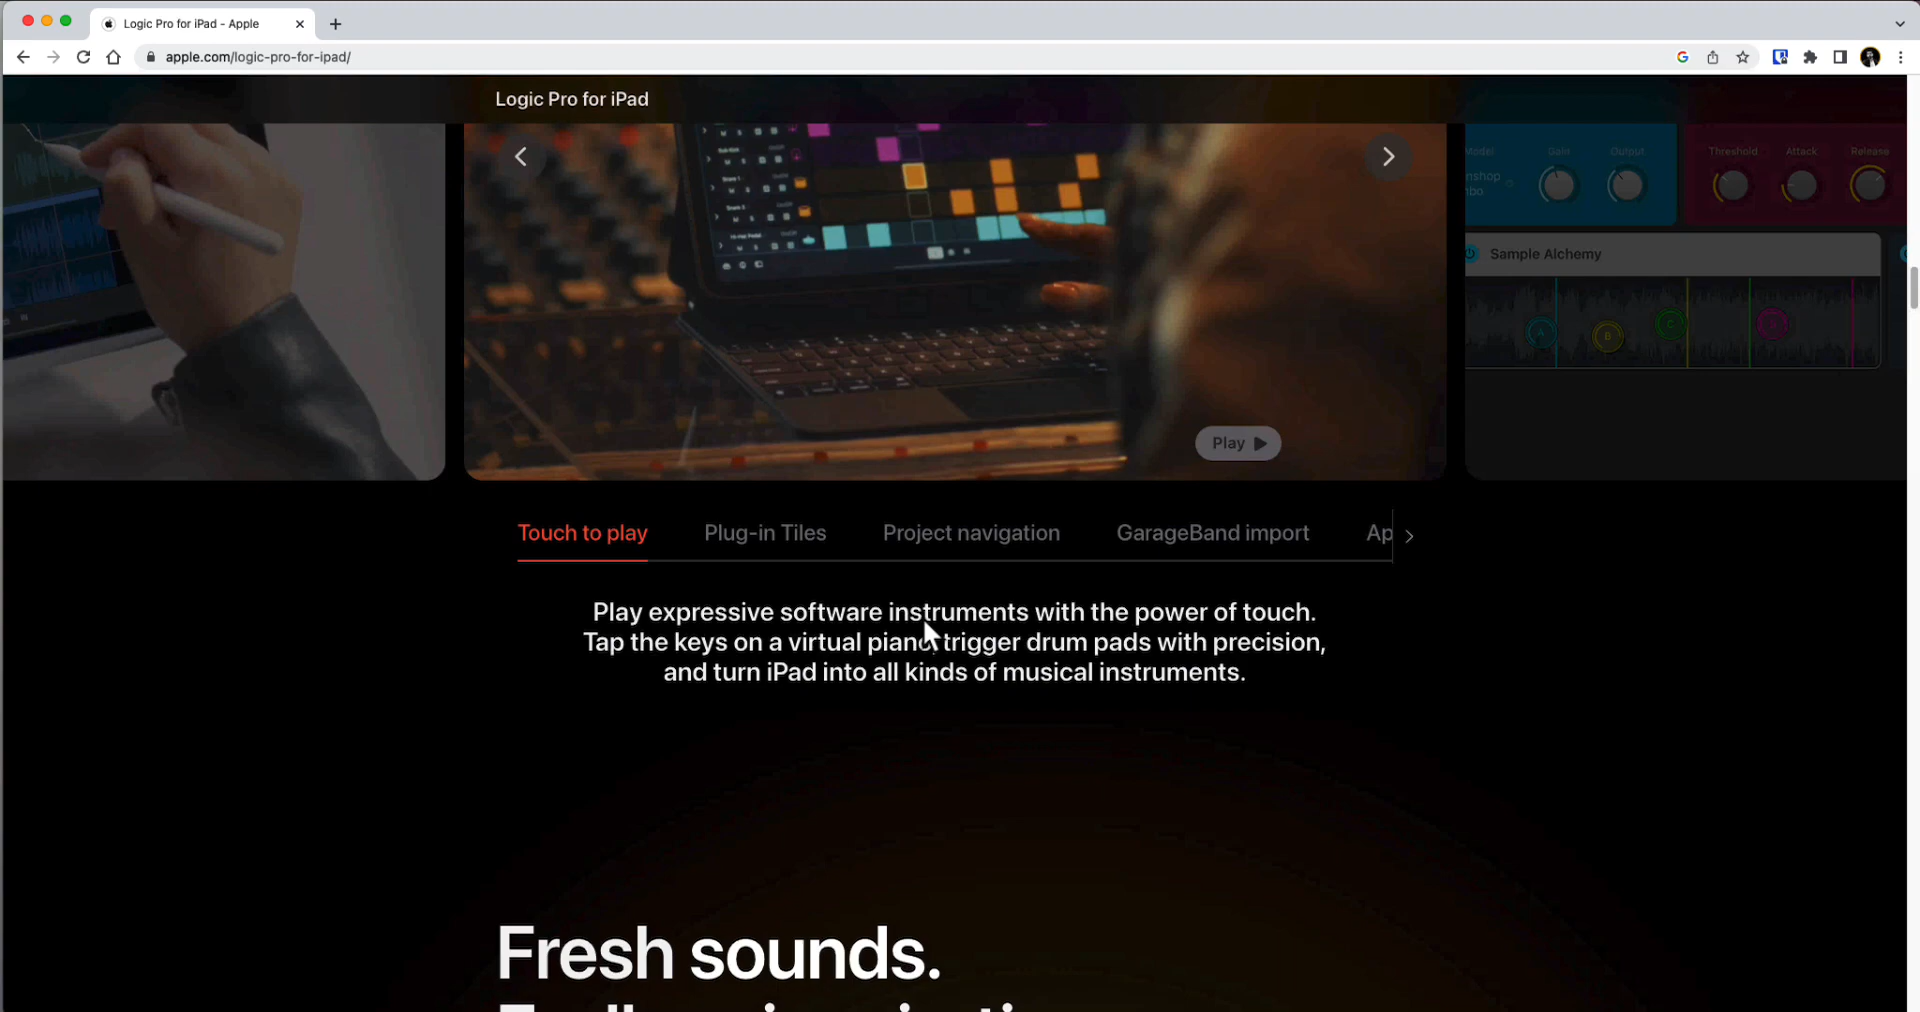 Logic Pro for iPad - Apple
apple.com/logic-pro-for-ipad/
Logic Pro for iPad
Model
Gain
Output
Threshold
Attack
Release
Sample Alchemy
A
B
C
Play
Touch to play
Plug-in Tiles
Project navigation
GarageBand import
Play expressive software instruments with the power of touch.
Tap the keys on a virtual piano trigger drum pads with precision,
and turn iPad into all kinds of musical instruments.
Fresh sounds.